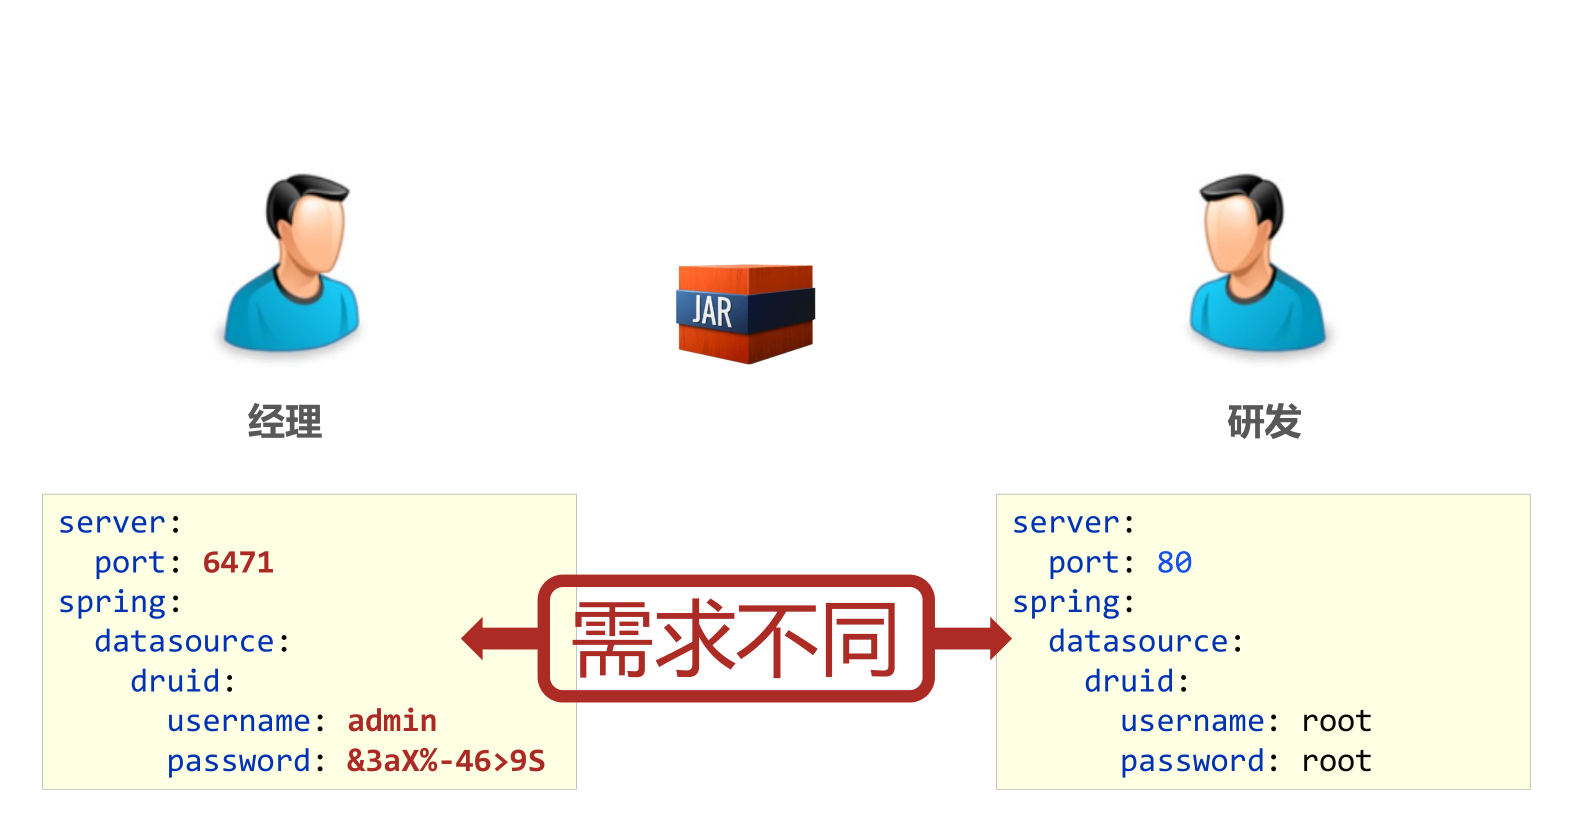 JAR
经理
研发
server:
  port: 6471
spring:
  datasource:
    druid:
      username: admin
      password: &3aX%-46>9S
需求不同
server:
  port: 80
spring:
  datasource:
    druid:
      username: root
      password: root